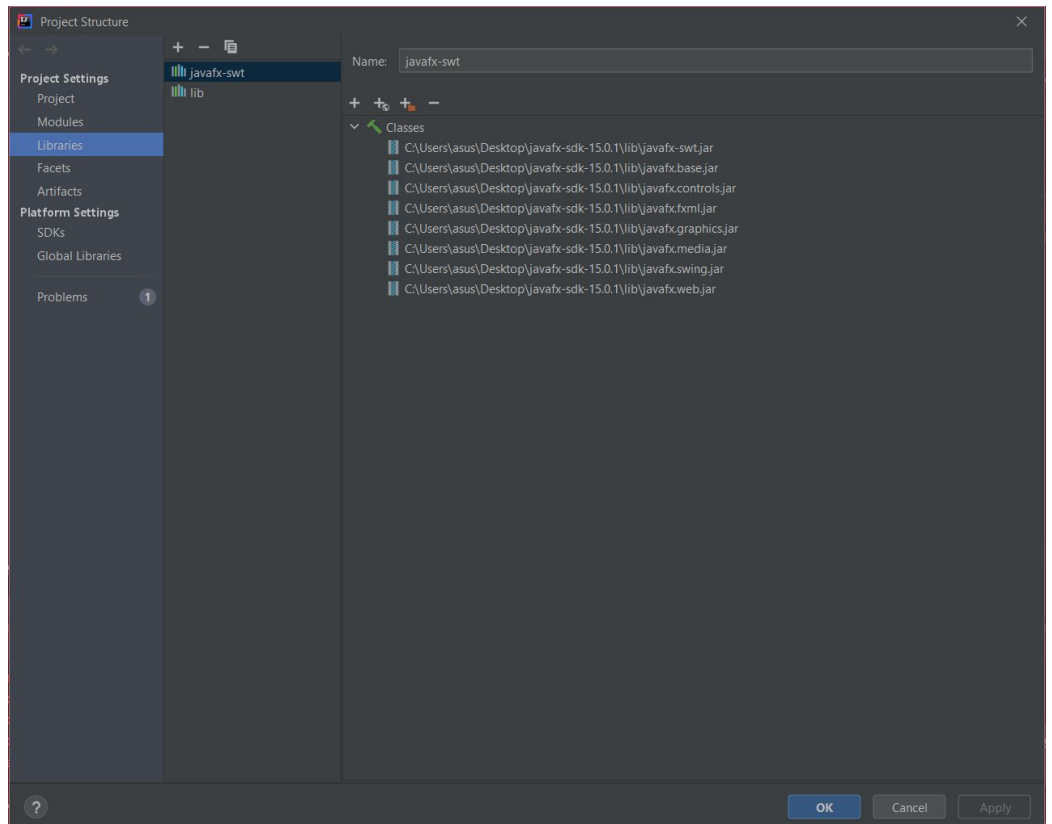 Project Structure
Project Settings
Project
Modules
Libraries
Facets
Artifacts
Platform Settings
SDKs
Global Libraries
Problems 1
javafx-swt
lib
Name: javafx-swt
Classes
C:\Users\asus\Desktop\javafx-sdk-15.0.1\lib\javafx-swt.jar
C:\Users\asus\Desktop\javafx-sdk-15.0.1\lib\javafx.base.jar
C:\Users\asus\Desktop\javafx-sdk-15.0.1\lib\javafx.controls.jar
C:\Users\asus\Desktop\javafx-sdk-15.0.1\lib\javafx.fxml.jar
C:\Users\asus\Desktop\javafx-sdk-15.0.1\lib\javafx.graphics.jar
C:\Users\asus\Desktop\javafx-sdk-15.0.1\lib\javafx.media.jar
C:\Users\asus\Desktop\javafx-sdk-15.0.1\lib\javafx.swing.jar
C:\Users\asus\Desktop\javafx-sdk-15.0.1\lib\javafx.web.jar
?
OK
Cancel
Apply